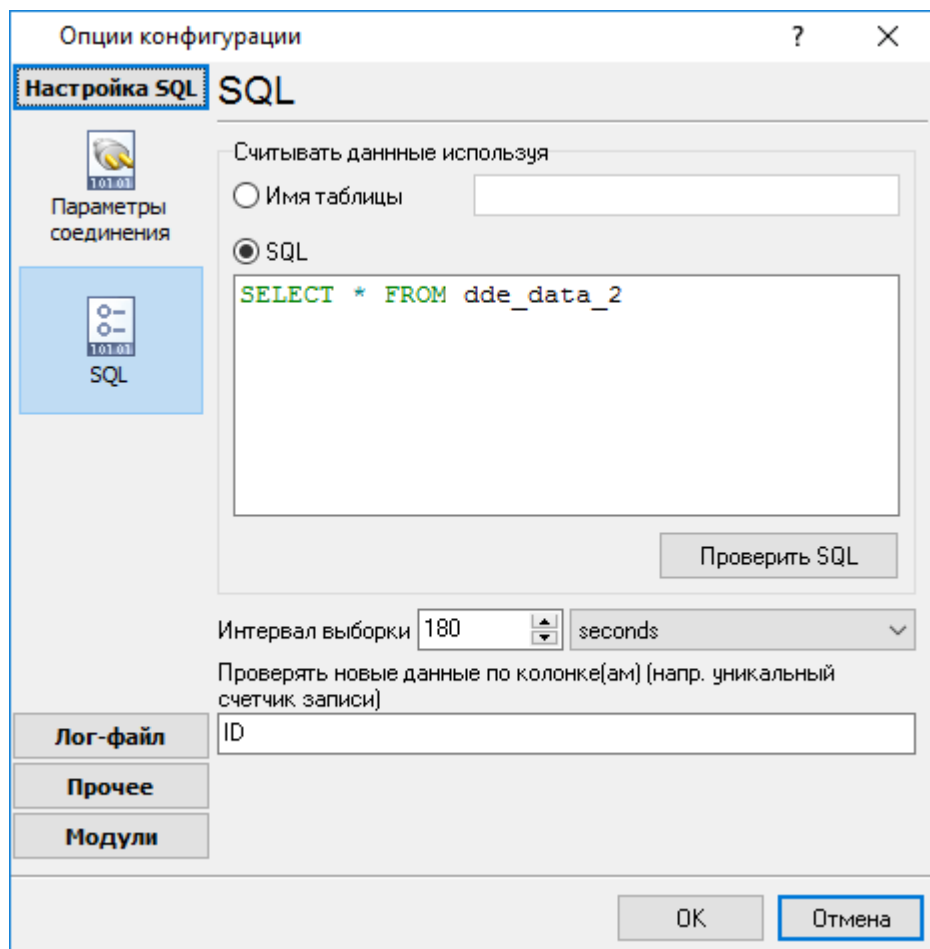 Опции конфигурации
?
Настройка SQL
SQL
Параметры
соединения
SQL
Считывать даннные используя
Имя таблицы
SQL
SELECT * FROM dde_data_2
Проверить SQL
Интервал выборки 180 seconds
Проверять новые данные по колонке(ам) (напр. уникальный
счетчик записи)
ID
Лог-файл
Прочее
Модули
OK
Отмена